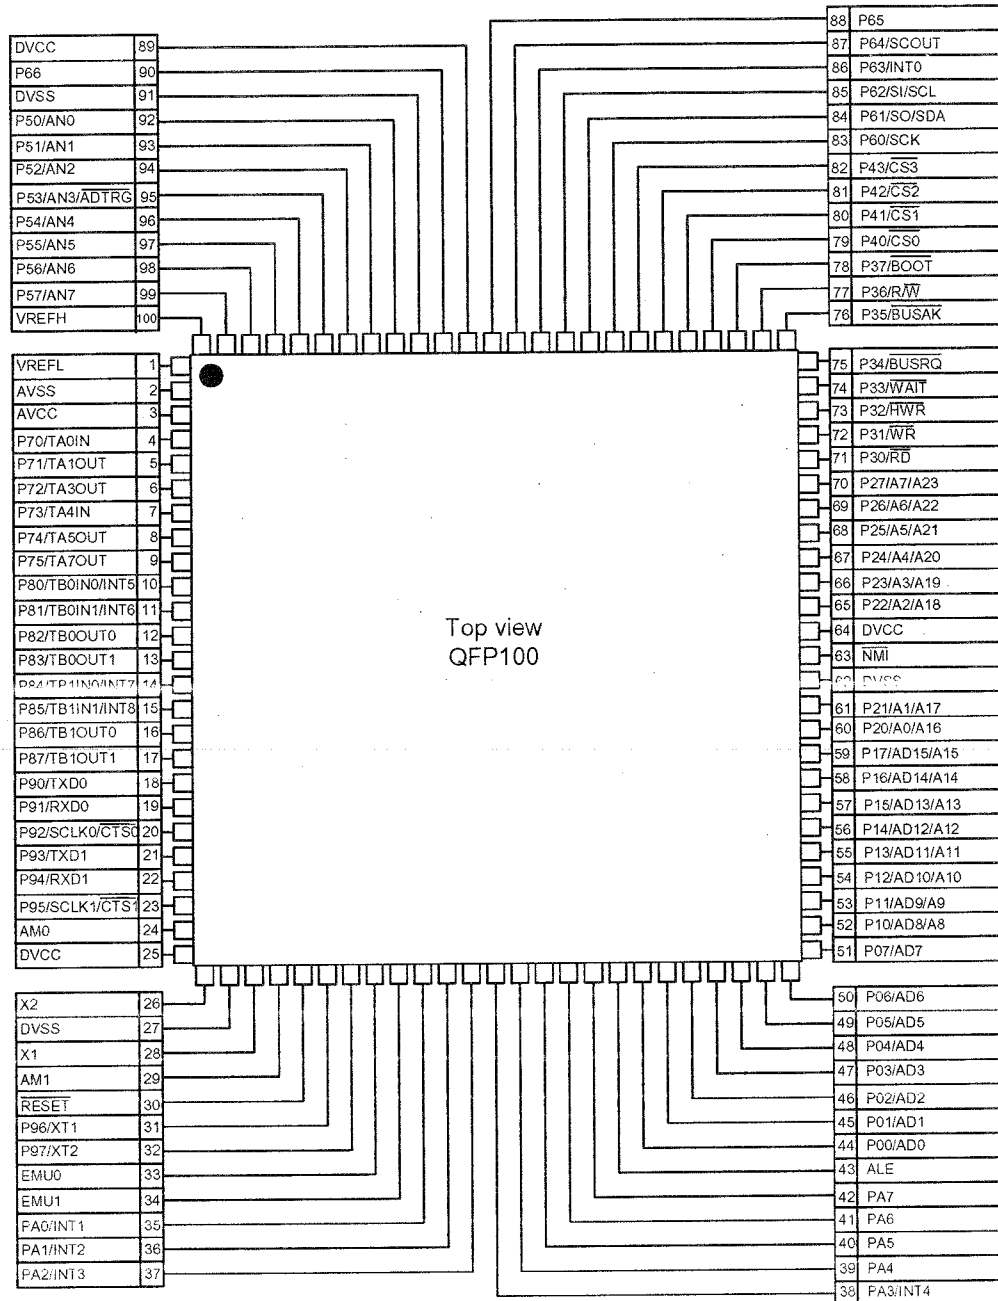 DVCC 89
P66 90
DVSS 91
P50/AN0 92
P51/AN1 93
P52/AN2 94
P53/AN3/ADTRG 95
P54/AN4 96
P55/AN5 97
P56/AN6 98
P57/AN7 99
VREFH 100
88 P65
87 P64/SCOUT
86 P63/INT0
85 P62/SI/SCL
84 P61/SO/SDA
83 P60/SCK
82 P43/CS3
81 P42/CS2
80 P41/CS1
79 P40/CS0
78 P37/BOOT
77 P36/R/W
76 P35/BUSAK
VREFL 1
AVSS 2
AVCC 3
P70/TA0IN 4
P71/TA1OUT 5
P72/TA3OUT 6
P73/TA4IN 7
P74/TA5OUT 8
P75/TA7OUT 9
P80/TB0IN0/INT5 10
P81/TB0IN1/INT6 11
P82/TB0OUT0 12
P83/TB0OUT1 13
P84/TB1IN0/INT7 14
P85/TB1IN1/INT8 15
P86/TB1OUT0 16
P87/TB1OUT1 17
P90/TXD0 18
P91/RXD0 19
P92/SCLK0/CTS0 20
P93/TXD1 21
P94/RXD1 22
P95/SCLK1/CTS1 23
AM0 24
DVCC 25
Top view
QFP100
75 P34/BUSRQ
74 P33/WAIT
73 P32/HWR
72 P31/WR
71 P30/RD
70 P27/A7/A23
69 P26/A6/A22
68 P25/A5/A21
67 P24/A4/A20
66 P23/A3/A19
65 P22/A2/A18
64 DVCC
63 NMI
62 DVSS
61 P21/A1/A17
60 P20/A0/A16
59 P17/AD15/A15
58 P16/AD14/A14
57 P15/AD13/A13
56 P14/AD12/A12
55 P13/AD11/A11
54 P12/AD10/A10
53 P11/AD9/A9
52 P10/AD8/A8
51 P07/AD7
X2 26
DVSS 27
X1 28
AM1 29
RESET 30
P96/XT1 31
P97/XT2 32
EMU0 33
EMU1 34
PA0/INT1 35
PA1/INT2 36
PA2/INT3 37
50 P06/AD6
49 P05/AD5
48 P04/AD4
47 P03/AD3
46 P02/AD2
45 P01/AD1
44 P00/AD0
43 ALE
42 PA7
41 PA6
40 PA5
39 PA4
38 PA3/INT4